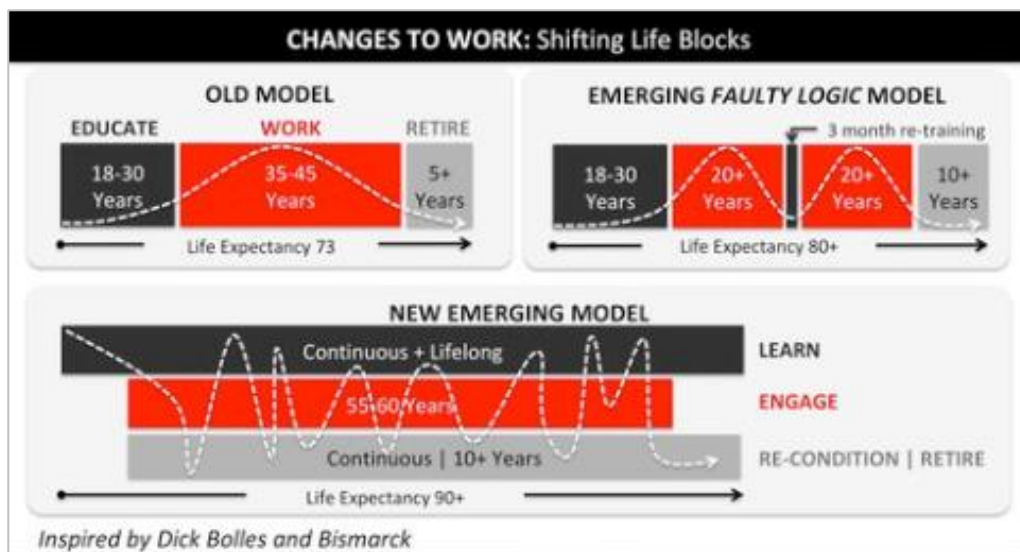 CHANGES TO WORK: Shifting Life Blocks
OLD MODEL
EDUCATE WORK RETIRE
18-30 Years
35-45 Years
5+ Years
Life Expectancy 73
EMERGING FAULTY LOGIC MODEL
3 month re-training
18-30 Years
20+ Years
20+ Years
10+ Years
Life Expectancy 80+
NEW EMERGING MODEL
Continuous + Lifelong
LEARN
55-60 Years
ENGAGE
Continuous | 10+ Years
RE-CONDITION | RETIRE
Life Expectancy 90+
Inspired by Dick Bolles and Bismarck